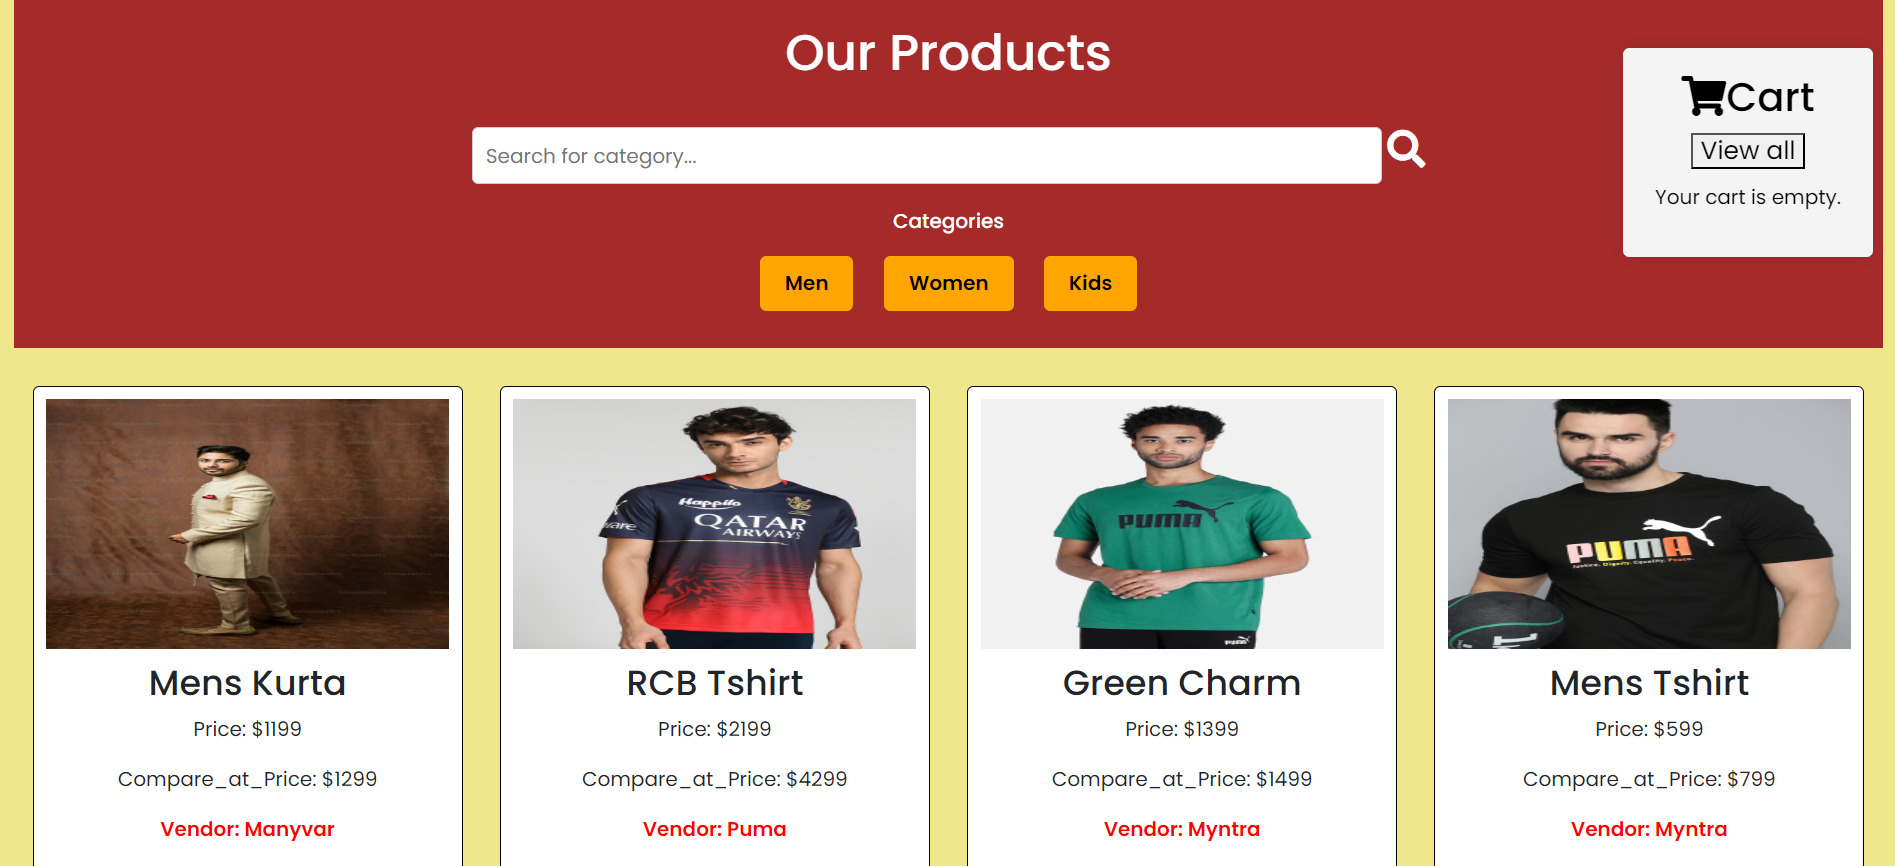 Our Products
Cart
View all
Your cart is empty.
Search for category...
Categories
Men Women Kids
Happilo
QATAR
AIRWAYS
PUMA
PUMA
Mens Kurta
Price: $1199
Compare_at_Price: $1299
Vendor: Manyvar
RCB Tshirt
Price: $2199
Compare_at_Price: $4299
Vendor: Puma
Green Charm
Price: $1399
Compare_at_Price: $1499
Vendor: Myntra
Mens Tshirt
Price: $599
Compare_at_Price: $799
Vendor: Myntra